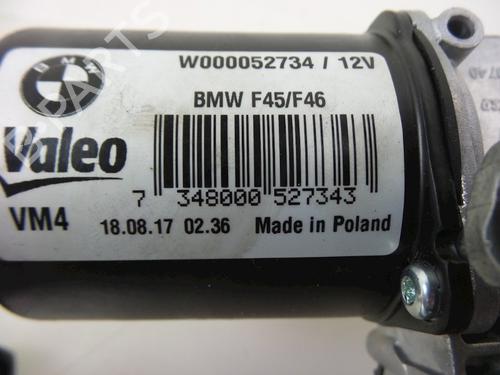 BMW
W000052734 / 12V
BMW F45/F46
Valeo
7 348000 527343
VM4 18.08.17 02.36 Made in Poland